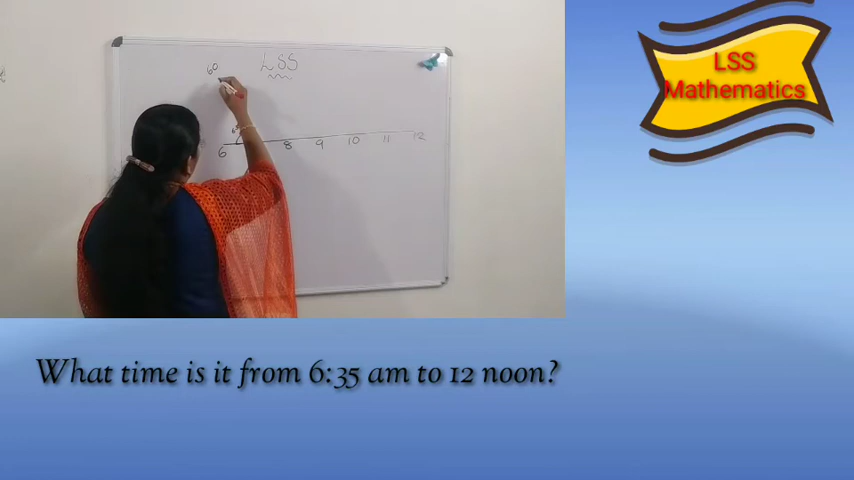 LSS
60
6 8 9 10 11 12
LSS
Mathematics
What time is it from 6:35 am to 12 noon?